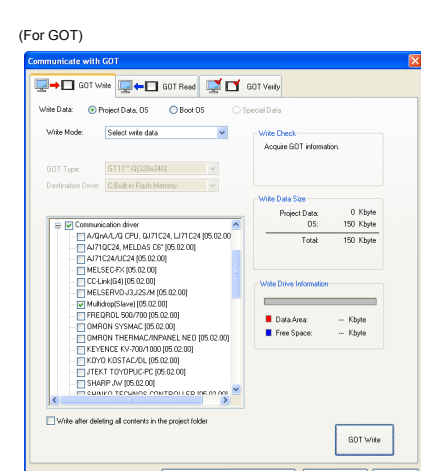 (For GOT)
Communicate with GOT
GOT Write GOT Read GOT Verify
Write Data: Project Data, OS Boot OS Special Data
Write Mode: Select write data
Write Check
Acquire GOT information.
GOT Type: GT11**-Q(320x240)
Destination Drive: C:Built-in Flash Memory
Write Data Size
Project Data: 0 Kbyte
OS: 150 Kbyte
Total: 150 Kbyte
Communication driver
A/QnA/L/Q CPU, QJ71C24, LJ71C24 [05.02.00
AJ71QC24, MELDAS C6* [05.02.00]
AJ71C24/UC24 [05.02.00]
MELSEC-FX [05.02.00]
CC-Link(G4) [05.02.00]
MELSERVO-J3,J2S/M [05.02.00]
Multidrop(Slave) [05.02.00]
FREQROL 500/700 [05.02.00]
OMRON SYSMAC [05.02.00]
OMRON THERMAC/INPANEL NEO [05.02.00]
KEYENCE KV-700/1000 [05.02.00]
KOYO KOSTAC/DL [05.02.00]
JTEKT TOYOPUC-PC [05.02.00]
SHARP JW [05.02.00]
SHINKO TECHNOS CONTROLLER [05.02.00]
Write Drive Information
Data Area: --- Kbyte
Free Space: --- Kbyte
Write after deleting all contents in the project folder
GOT Write